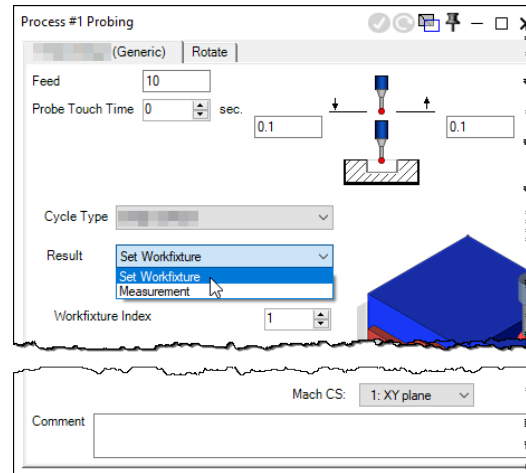 Process #1 Probing
(Generic) Rotate
Feed 10
Probe Touch Time 0 sec.
0.1 0.1
Cycle Type
Result Set Workfixture
Set Workfixture
Measurement
Workfixture Index 1
Mach CS: 1: XY plane
Comment